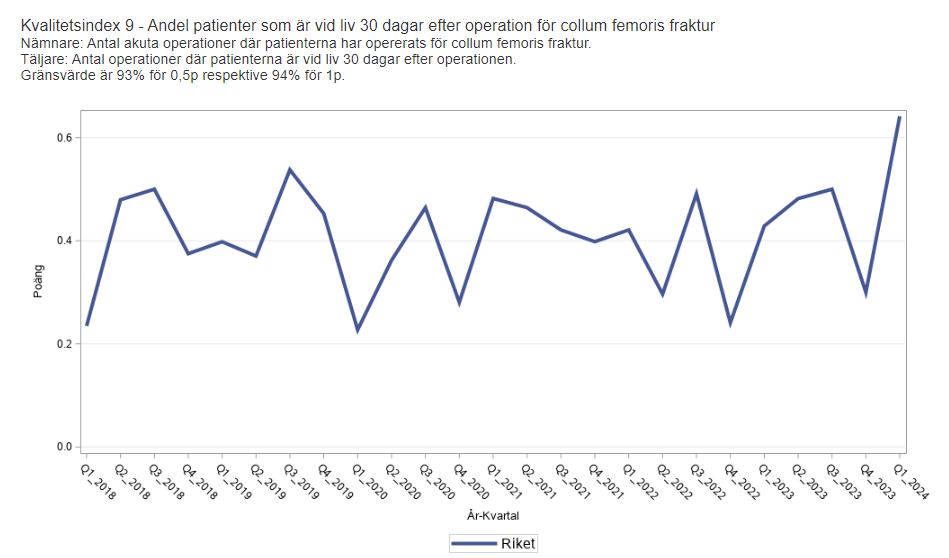 Kvalitetsindex 9 - Andel patienter som är vid liv 30 dagar efter operation för collum femoris fraktur
Nämnare: Antal akuta operationer där patienterna har opererats för collum femoris fraktur.
Täljare: Antal operationer där patienterna är vid liv 30 dagar efter operationen.
Gränsvärde är 93% för 0,5p respektive 94% för 1p.
0.6
0.4
0.2
0.0
Poäng
Q1_2018
Q2_2018
Q3_2018
Q4_2018
Q1_2019
Q2_2019
Q3_2019
Q4_2019
Q1_2020
Q2_2020
Q3_2020
Q4_2020
Q1_2021
Q2_2021
Q3_2021
Q4_2021
Q1_2022
Q2_2022
Q3_2022
Q4_2022
Q1_2023
Q2_2023
Q3_2023
Q4_2023
Q1_2024
År-Kvartal
Riket